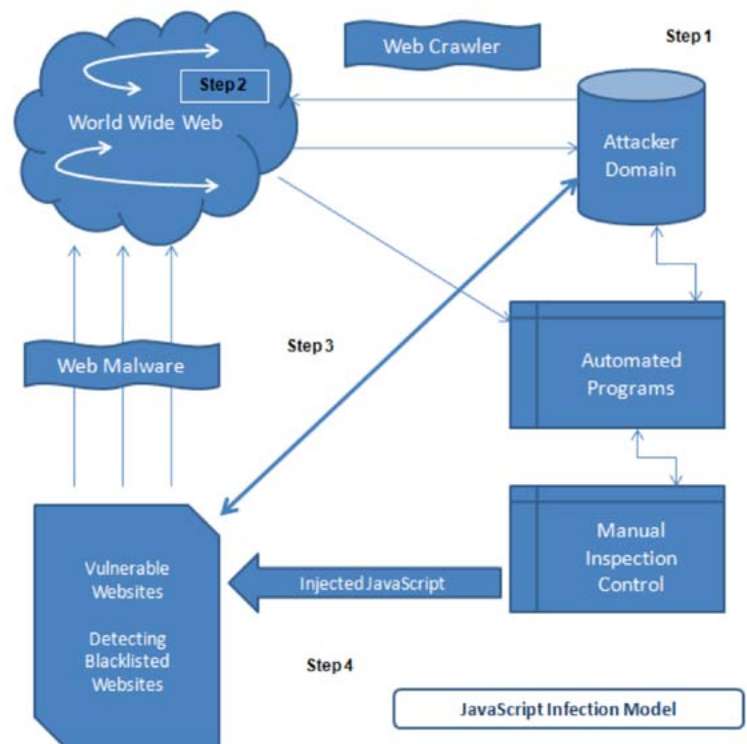 Web Crawler
Step 1
Step 2
World Wide Web
Attacker
Domain
Step 3
Web Malware
Automated
Programs
Vulnerable
Websites
Detecting
Blacklisted
Websites
Injected JavaScript
Manual
Inspection
Control
Step 4
JavaScript Infection Model